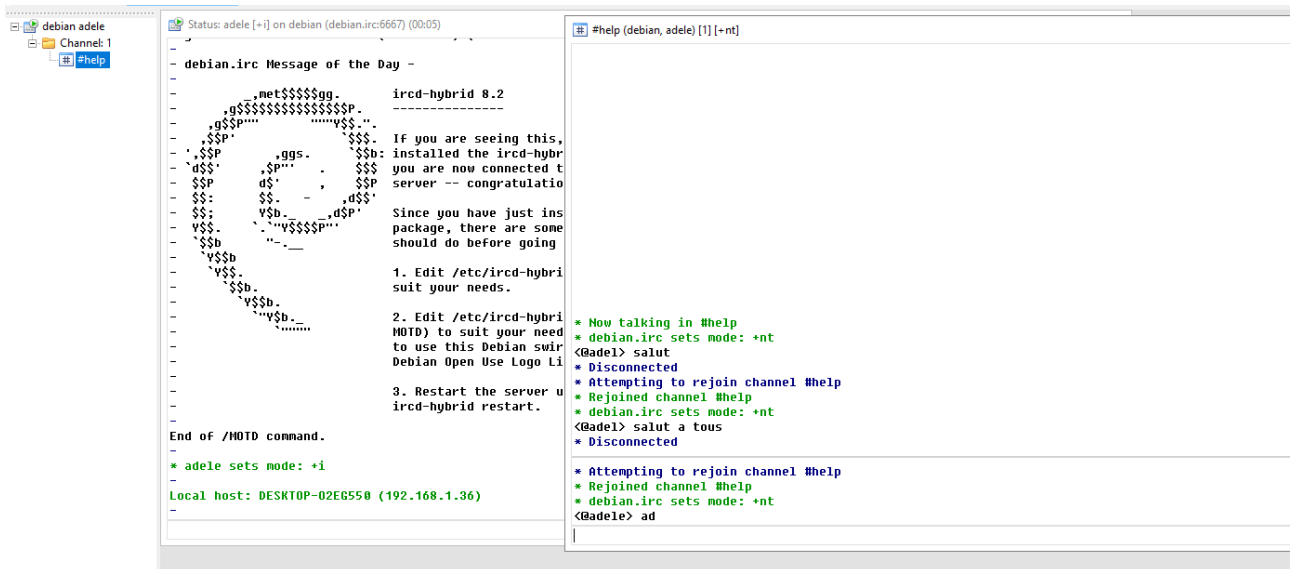 debian adele
Channel: 1
#help
Status: adele [+i] on debian (debian.irc:6667) (00:05)
-
- debian.irc Message of the Day -
-
-          _,met$$$$$gg.       ircd-hybrid 8.2
-       ,g$$$$$$$$$$$$$$$P.    ---------------
-     ,g$$P""       """Y$$.".
-    ,$$P'              `$$$.  If you are seeing this,
- ',$$P       ,ggs.     `$$b: installed the ircd-hybr
- `d$$'     ,$P"'   .    $$$  you are now connected t
-  $$P      d$'     ,    $$P  server -- congratulatio
-  $$:      $$.   -    ,d$$'
-  $$;      Y$b._   _,d$P'    Since you have just ins
-  Y$$.    `.`"Y$$$$P"'       package, there are some
-  `$$b      "-.__            should do before going
-   `Y$$b
-    `Y$$.                    1. Edit /etc/ircd-hybri
-      `$$b.                  suit your needs.
-        `Y$$b.
-          `"Y$b._            2. Edit /etc/ircd-hybri
-              `""""          MOTD) to suit your need
-                             to use this Debian swir
-                             Debian Open Use Logo Li
-
-                             3. Restart the server u
-                             ircd-hybrid restart.
-
End of /MOTD command.
-
* adele sets mode: +i
-
Local host: DESKTOP-02EG550 (192.168.1.36)
-
#help (debian, adele) [1] [+nt]
* Now talking in #help
* debian.irc sets mode: +nt
<@adel> salut
* Disconnected
* Attempting to rejoin channel #help
* Rejoined channel #help
* debian.irc sets mode: +nt
<@adel> salut a tous
* Disconnected
* Attempting to rejoin channel #help
* Rejoined channel #help
* debian.irc sets mode: +nt
<@adele> ad